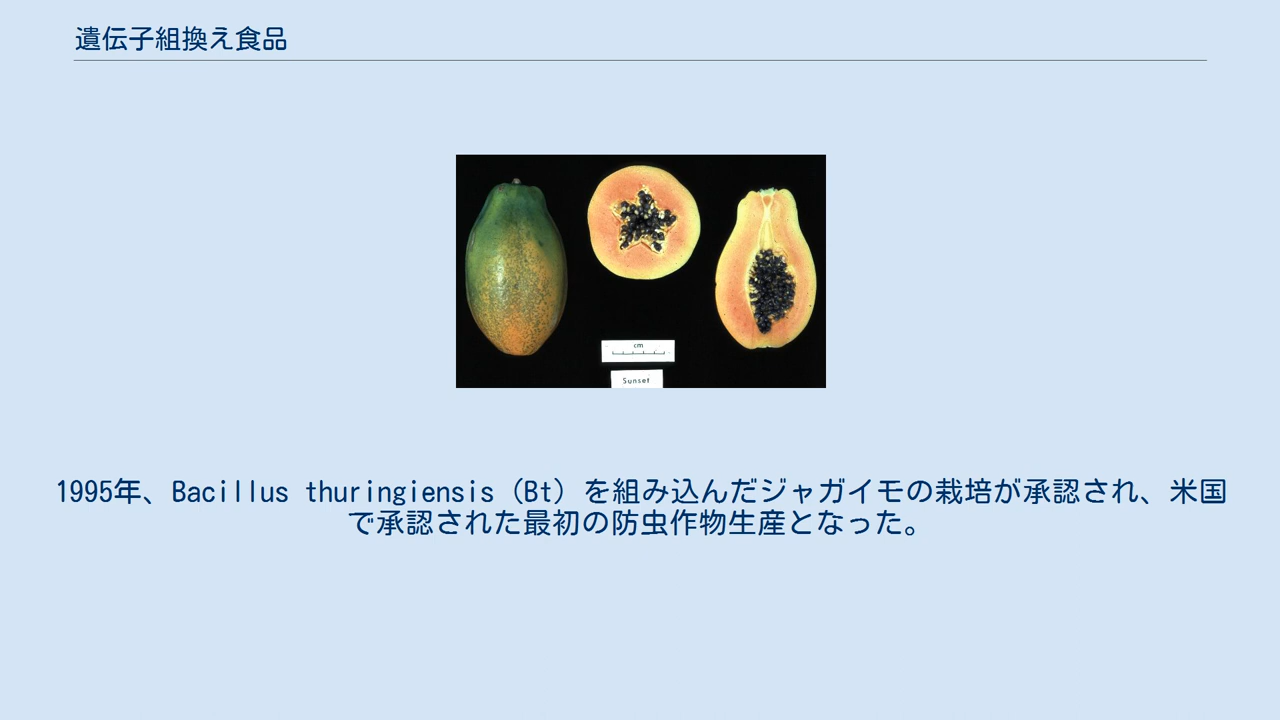 遺伝子組換え食品
cm
Sunset
1995年、Bacillus thuringiensis（Bt）を組み込んだジャガイモの栽培が承認され、米国
で承認された最初の防虫作物生産となった。